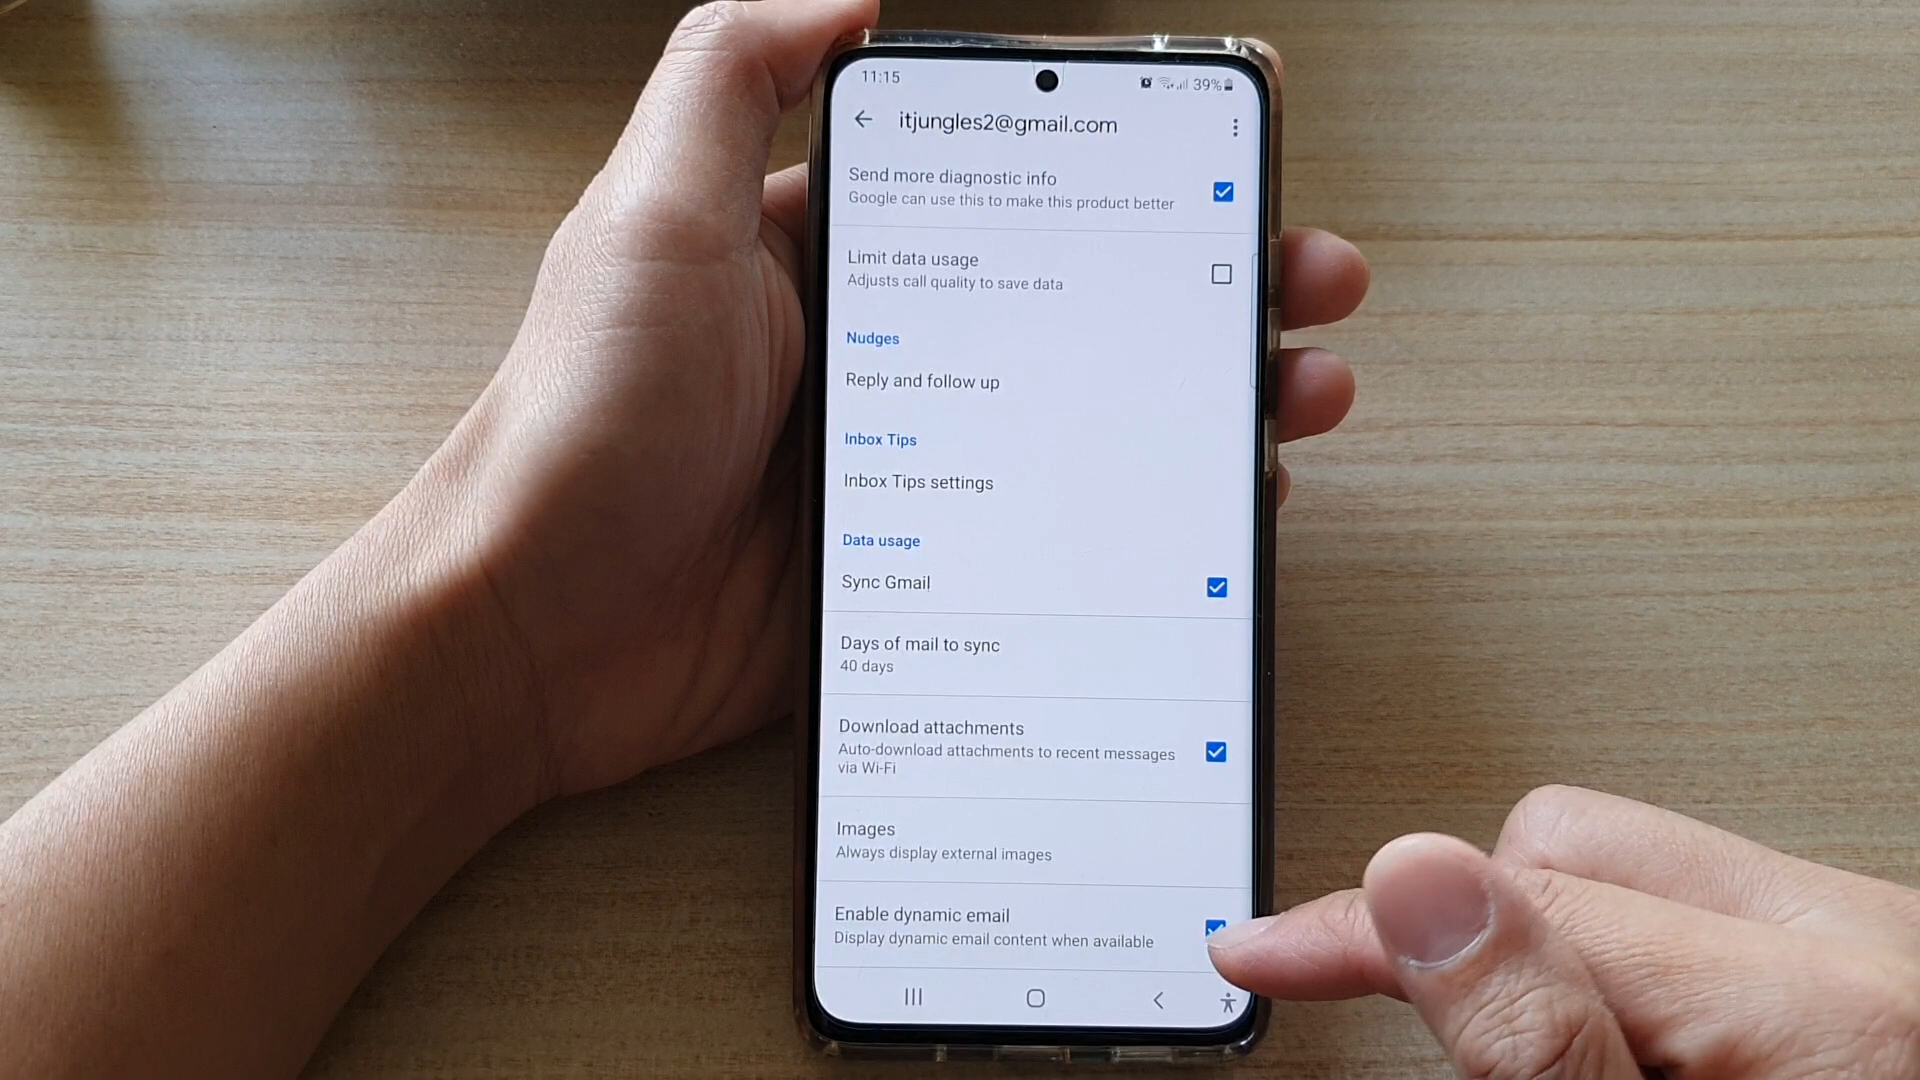 11:15
39%
itjungles2@gmail.com
Send more diagnostic info
Google can use this to make this product better
Limit data usage
Adjusts call quality to save data
Nudges
Reply and follow up
Inbox Tips
Inbox Tips settings
Data usage
Sync Gmail
Days of mail to sync
40 days
Download attachments
Auto-download attachments to recent messages
via Wi-Fi
Images
Always display external images
Enable dynamic email
Display dynamic email content when available